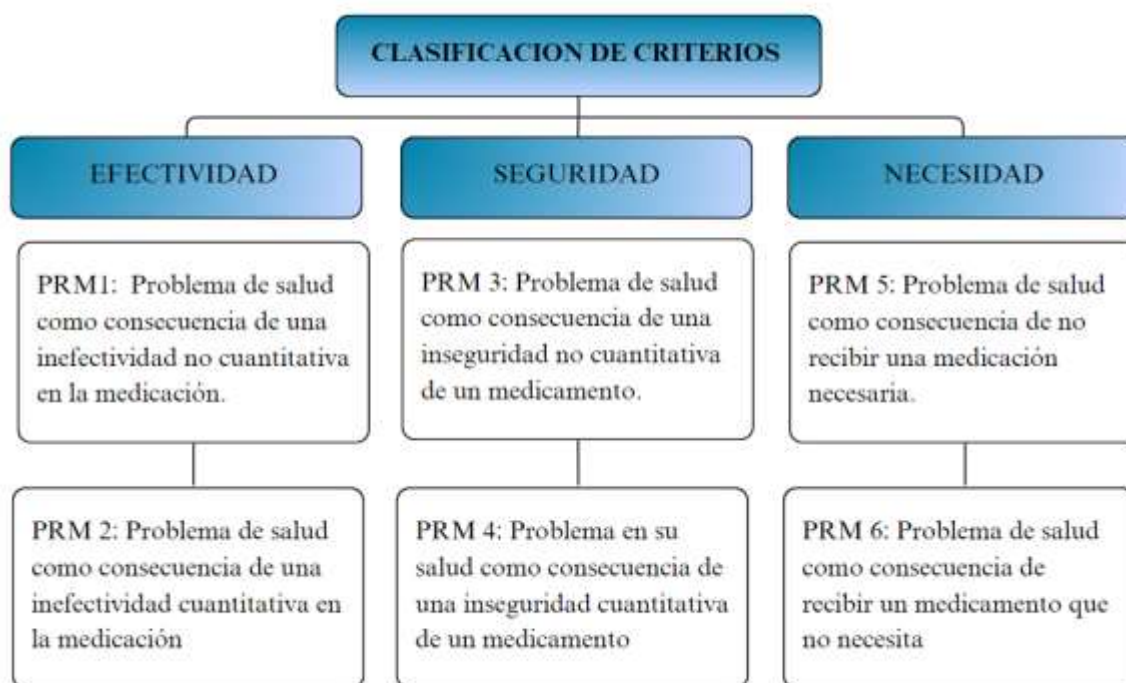 CLASIFICACION DE CRITERIOS
EFECTIVIDAD
SEGURIDAD
NECESIDAD
PRM1: Problema de salud
como consecuencia de una
inefectividad no cuantitativa
en la medicación.
PRM 3: Problema de salud
como consecuencia de una
inseguridad no cuantitativa
de un medicamento.
PRM 5: Problema de salud
como consecuencia de no
recibir una medicación
necesaria.
PRM 2: Problema de salud
como consecuencia de una
inefectividad cuantitativa en
la medicación
PRM 4: Problema en su
salud como consecuencia de
una inseguridad cuantitativa
de un medicamento
PRM 6: Problema de salud
como consecuencia de
recibir un medicamento que
no necesita